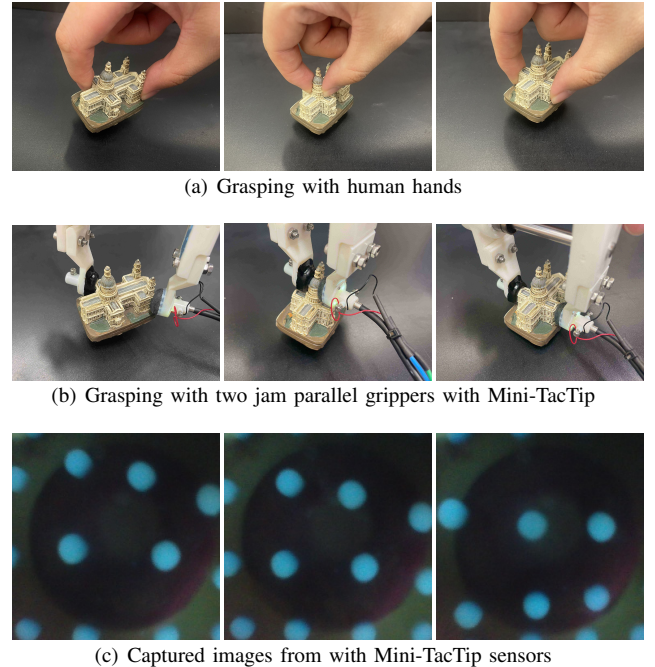 (a) Grasping with human hands
(b) Grasping with two jam parallel grippers with Mini-TacTip
(c) Captured images from with Mini-TacTip sensors